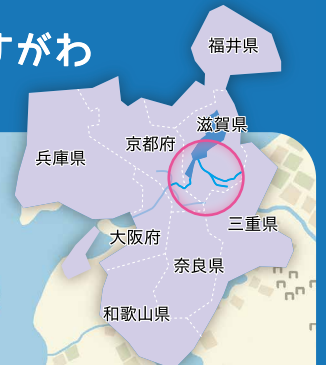 すがわ
福井県
滋賀県
京都府
兵庫県
三重県
大阪府
奈良県
和歌山県